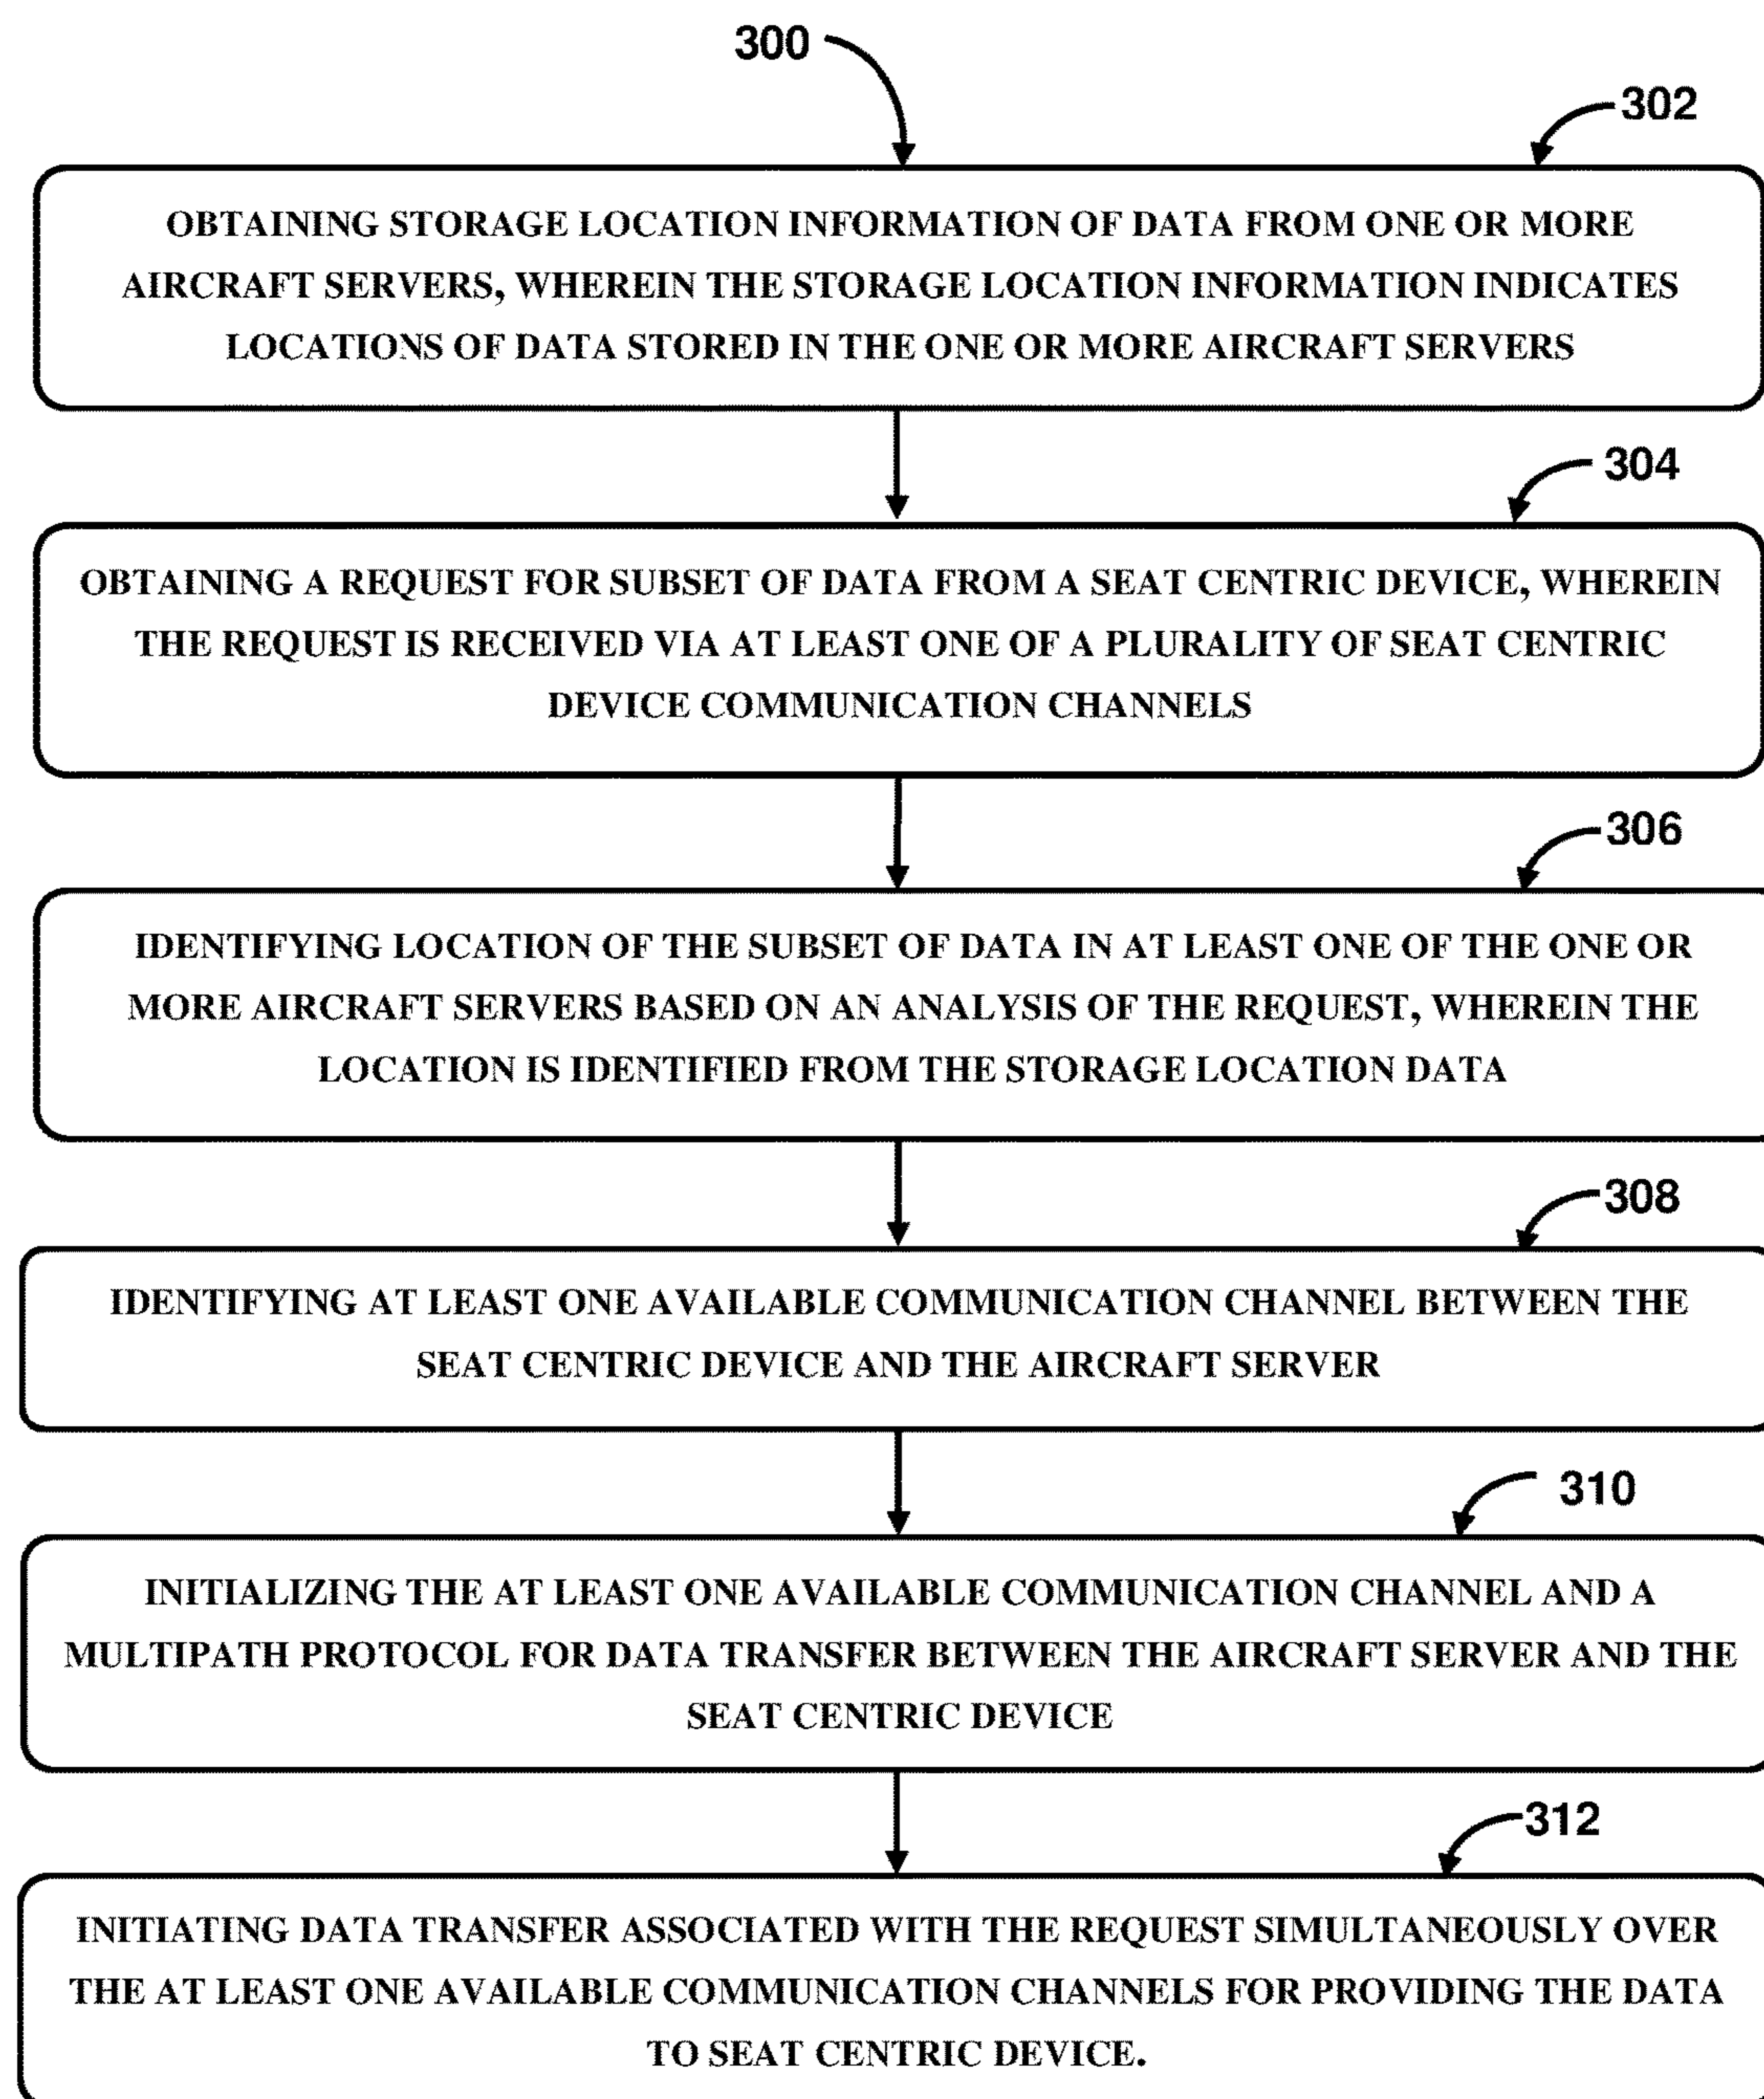 300
302
OBTAINING STORAGE LOCATION INFORMATION OF DATA FROM ONE OR MORE
AIRCRAFT SERVERS, WHEREIN THE STORAGE LOCATION INFORMATION INDICATES
LOCATIONS OF DATA STORED IN THE ONE OR MORE AIRCRAFT SERVERS
304
OBTAINING A REQUEST FOR SUBSET OF DATA FROM A SEAT CENTRIC DEVICE, WHEREIN
THE REQUEST IS RECEIVED VIA AT LEAST ONE OF A PLURALITY OF SEAT CENTRIC
DEVICE COMMUNICATION CHANNELS
306
IDENTIFYING LOCATION OF THE SUBSET OF DATA IN AT LEAST ONE OF THE ONE OR
MORE AIRCRAFT SERVERS BASED ON AN ANALYSIS OF THE REQUEST, WHEREIN THE
LOCATION IS IDENTIFIED FROM THE STORAGE LOCATION DATA
308
IDENTIFYING AT LEAST ONE AVAILABLE COMMUNICATION CHANNEL BETWEEN THE
SEAT CENTRIC DEVICE AND THE AIRCRAFT SERVER
310
INITIALIZING THE AT LEAST ONE AVAILABLE COMMUNICATION CHANNEL AND A
MULTIPATH PROTOCOL FOR DATA TRANSFER BETWEEN THE AIRCRAFT SERVER AND THE
SEAT CENTRIC DEVICE
312
INITIATING DATA TRANSFER ASSOCIATED WITH THE REQUEST SIMULTANEOUSLY OVER
THE AT LEAST ONE AVAILABLE COMMUNICATION CHANNELS FOR PROVIDING THE DATA
TO SEAT CENTRIC DEVICE.